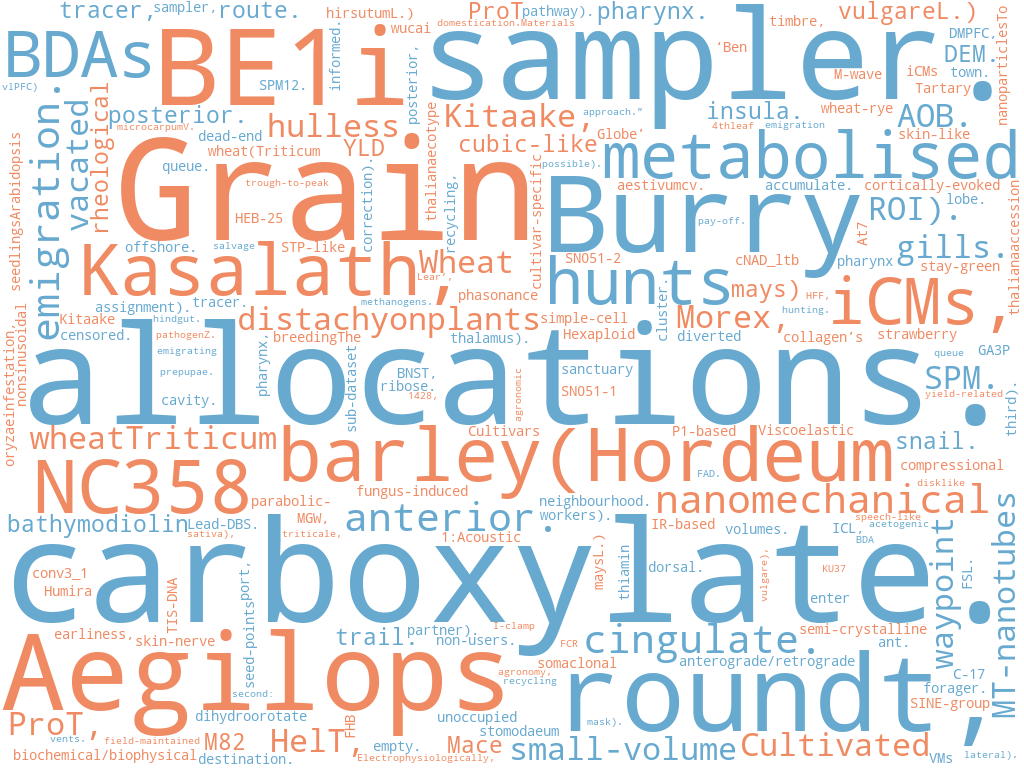 tracer,
sampler,
route.
hirsutumL.)
ProT
pathway).
pharynx.
timbre,
vulgareL.)
domestication.Materials
wucai
BDAs
BE1i
sampler.
'Ben
DMPFC,
DEM.
M-wave
iCMs
town.
Tartary
nanoparticlesTo
vlPFC)
SPM12.
informed.
posterior,
emigration.
vacated
rheological
posterior.
microcarpumV.
dead-end
hulless
Kitaake,
approach."
insula.
wheat-rye
AOB.
4thleaf
emigration
skin-like
Globe'
wheat(Triticum
YLD
cubic-like
metabolised
seedlingsArabidopsis
queue.
trough-to-peak
correction).
thalianaecotype
recycling,
cultivar-specific
possible).
aestivumcv.
accumulate.
cortically-evoked
Grain
Burry
ROI).
lobe.
thalianaaccession
HEB-25
pay-off.
At7
offshore.
salvage
STP-like
Kasalath,
Wheat
Lear',
SNO51-2
cNAD_ltb
pharynx
gills.
stay-green
hunts
mays)
HFF,
iCMs,
phasonance
methanogens.
assignment).
tracer.
Kitaake
hindgut.
distachyonplants
simple-cell
cluster.
Morex,
hunting.
nonsinusoidal
oryzaeinfestation,
censored.
pathogenZ.
breedingThe
thalamus).
Hexaploid
diverted
collagen's
strawberry
emigrating
pharynx.
sub-dataset
allocations.
queue
GA3P
prepupae.
BNST,
sanctuary
SPM.
ribose.
SNO51-1
yield-related
third).
cavity.
1428,
agronomic
wheatTriticum
barley(Hordeum
Cultivars
P1-based
Viscoelastic
snail.
NC358
FAD.
compressional
disklike
parabolic-
fungus-induced
neighbourhood.
nanomechanical
bathymodiolin
Lead-DBS.
MGW,
anterior.
workers).
IR-based
volumes.
ICL,
speech-like
acetogenic
sativa),
triticale,
1:Acoustic
BDA
waypoint
MT-nanotubes
carboxylate.
conv3_1
Humira
TIS-DNA
port,
maysL.)
thiamin
dorsal.
vulgare),
KU37
FSL.
enter
seed-points
earliness,
skin-nerve
trail.
partner).
I-clamp
non-users.
FCR
cingulate.
semi-crystalline
ant.
Aegilops
somaclonal
anterograde/retrograde
agronomy,
recycling
roundt,
C-17
forager.
SINE-group
second:
ProT,
dihydroorotate
FHB
unoccupied
mask).
stomodaeum
vents.
field-maintained
M82
HelT,
empty.
Mace
small-volume
Cultivated
biochemical/biophysical
destination.
Electrophysiologically,
VMs
lateral).